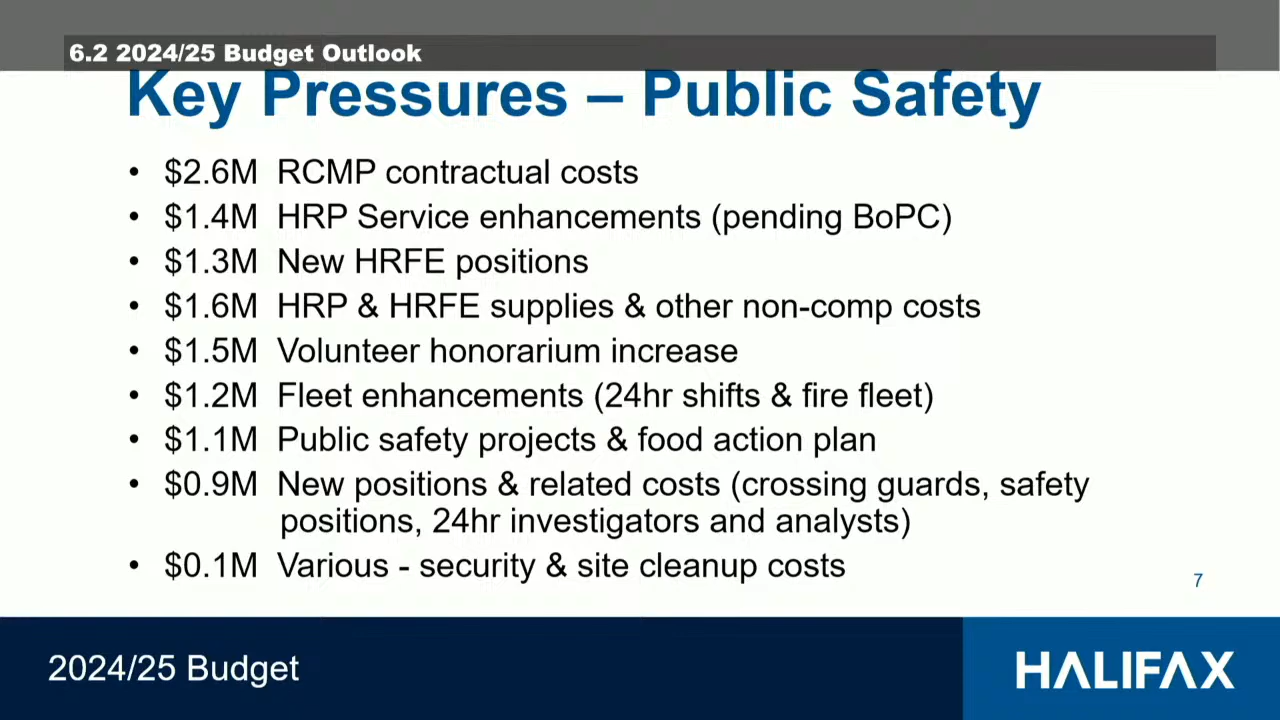 6.2 2024/25 Budget Outlook
Key Pressures – Public Safety
• $2.6M RCMP contractual costs
• $1.4M HRP Service enhancements (pending BoPC)
• $1.3M New HRFE positions
• $1.6M HRP & HRFE supplies & other non-comp costs
• $1.5M Volunteer honorarium increase
• $1.2M Fleet enhancements (24hr shifts & fire fleet)
• $1.1M Public safety projects & food action plan
• $0.9M New positions & related costs (crossing guards, safety
positions, 24hr investigators and analysts)
• $0.1M Various - security & site cleanup costs
7
2024/25 Budget
HALIFAX